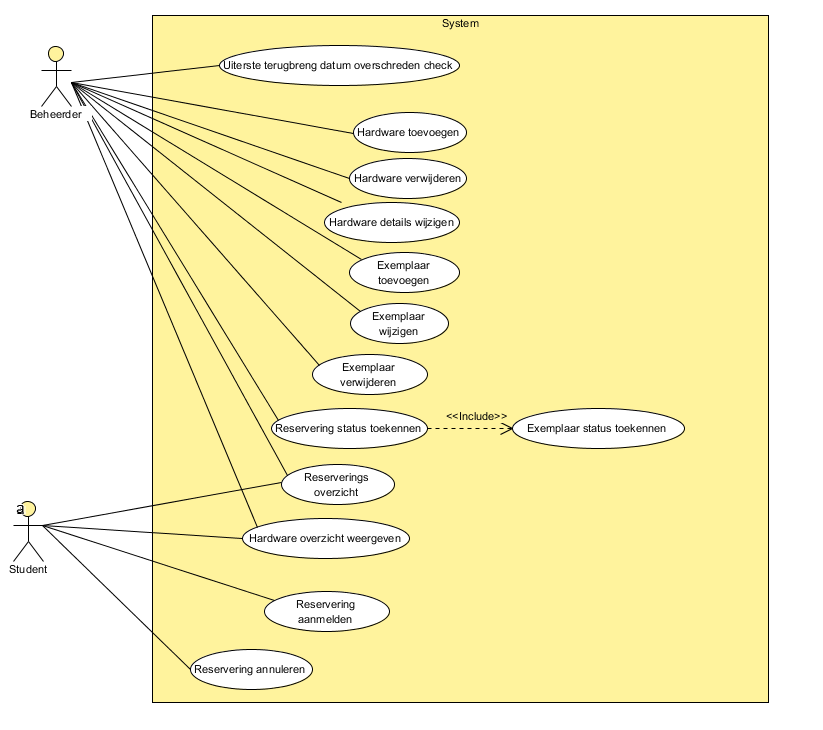 System
Uiterste terugbreng datum overschreden check
Beheerder
Hardware toevoegen
Hardware verwijderen
Hardware details wijzigen
Exemplaar
toevoegen
Exemplaar
wijzigen
Exemplaar
verwijderen
<<Include>>
Reservering status toekennen
Exemplaar status toekennen
Reserverings
overzicht
a
Hardware overzicht weergeven
Student
Reservering
aanmelden
Reservering annuleren